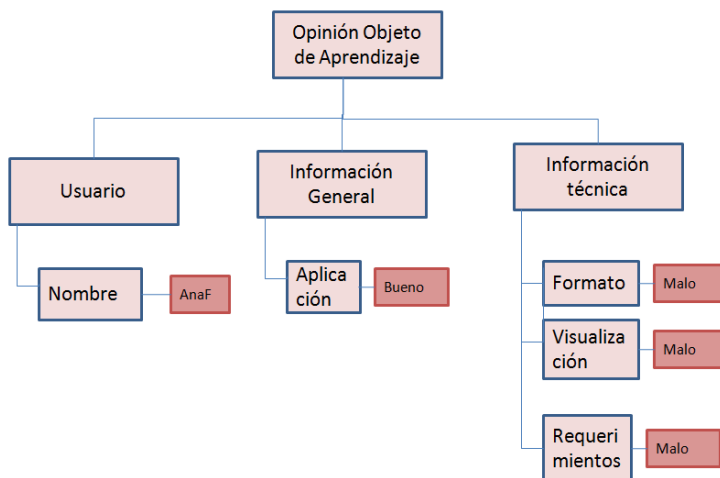 Opinión Objeto
de Aprendizaje
Usuario
Información
General
Información
técnica
Nombre
AnaF
Aplica
ción
Bueno
Formato
Malo
Visualiza
ción
Malo
Requeri
mientos
Malo